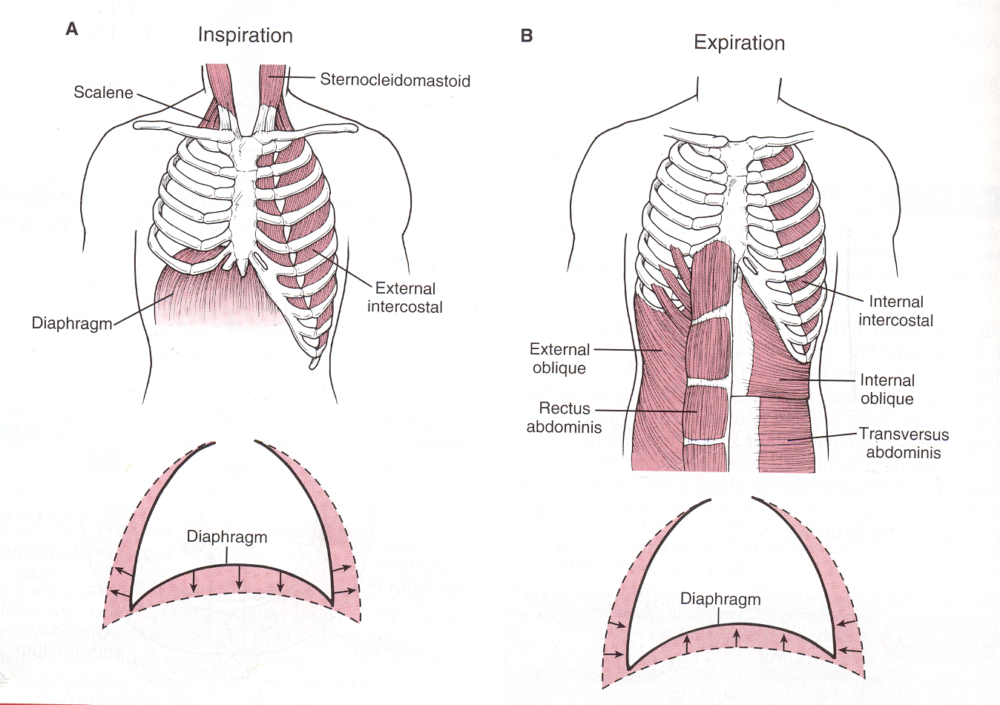 A
Inspiration
Sternocleidomastoid
Scalene
External
intercostal
Diaphragm
Diaphragm
B
Expiration
Internal
intercostal
External
oblique
Internal
oblique
Rectus
abdominis
Transversus
abdominis
Diaphragm